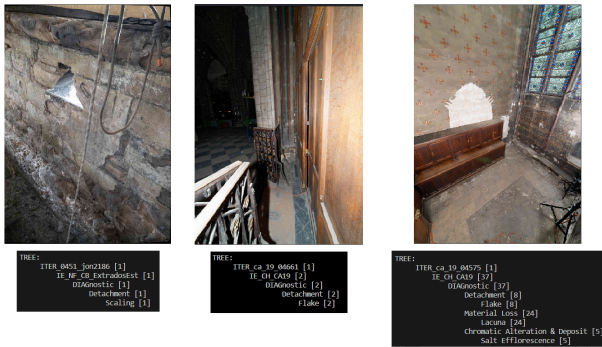 TREE:
ITER_0451_jon2186 [1]
IE_NF_CB_ExtradosEst [1]
DIAGnostic [1]
Detachment [1]
Scaling [1]
TREE:
ITER_ca_19_04661 [1]
IE_CH_CA19 [2]
DIAGnostic [2]
Detachment [2]
Flake [2]
TREE:
ITER_ca_19_04575 [1]
IE_CH_CA19 [37]
DIAGnostic [37]
Detachment [8]
Flake [8]
Material Loss [24]
Lacuna [24]
Chromatic Alteration & Deposit [5]
Salt Efflorescence [5]